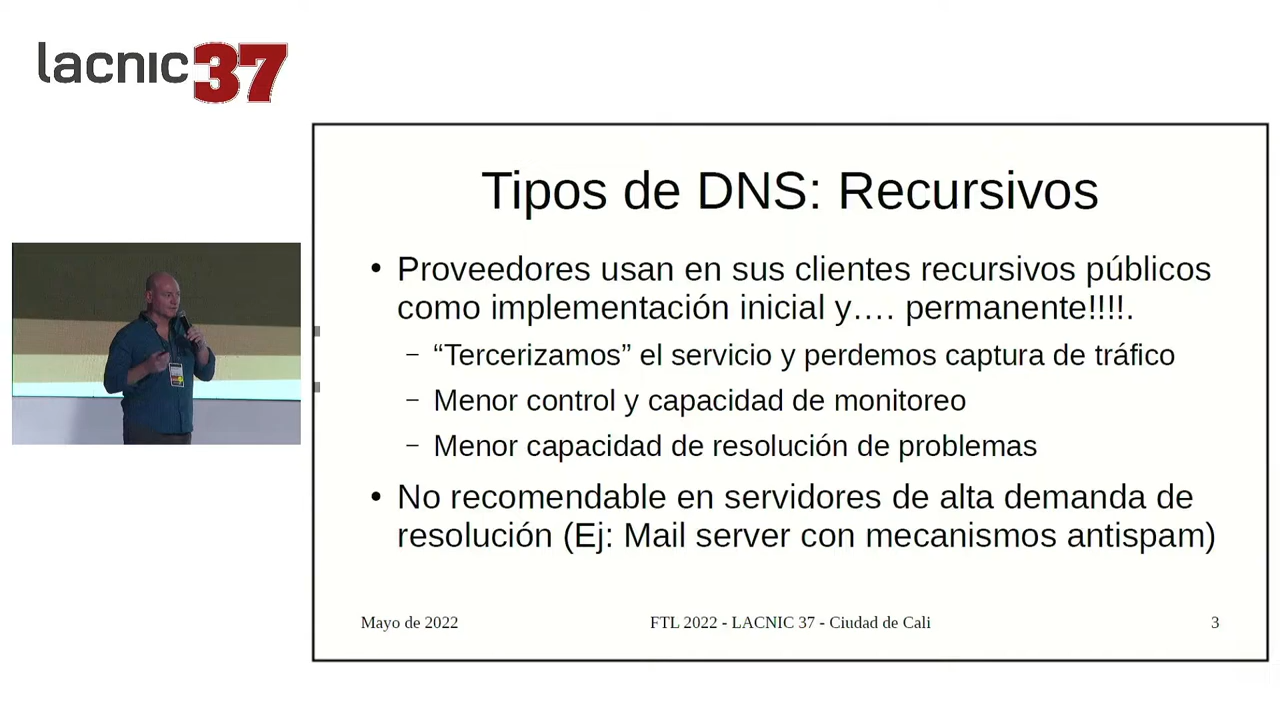 lacnic37
Tipos de DNS: Recursivos
• Proveedores usan en sus clientes recursivos públicos
como implementación inicial y…. permanente!!!!.
– “Tercerizamos” el servicio y perdemos captura de tráfico
– Menor control y capacidad de monitoreo
– Menor capacidad de resolución de problemas
• No recomendable en servidores de alta demanda de
resolución (Ej: Mail server con mecanismos antispam)
Mayo de 2022
FTL 2022 - LACNIC 37 - Ciudad de Cali
3